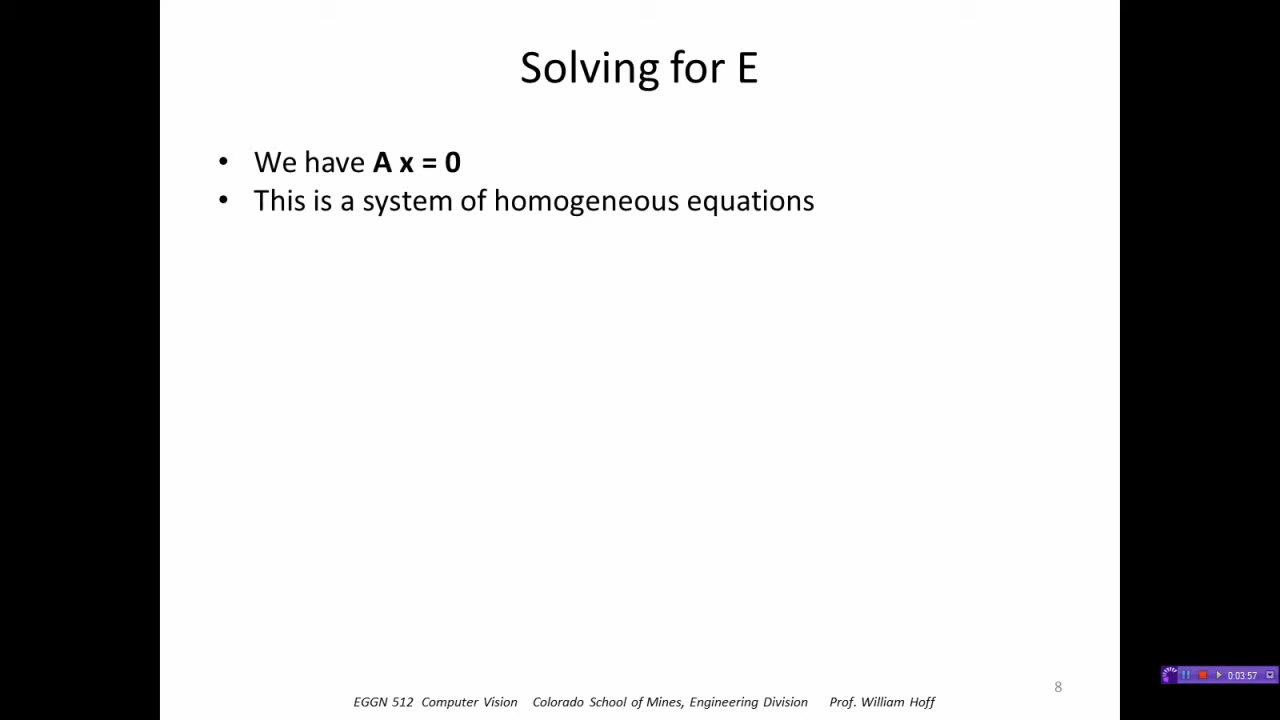 Solving for E
• We have A x = 0
• This is a system of homogeneous equations
8
EGGN 512 Computer Vision Colorado School of Mines, Engineering Division Prof. William Hoff
0:03:57